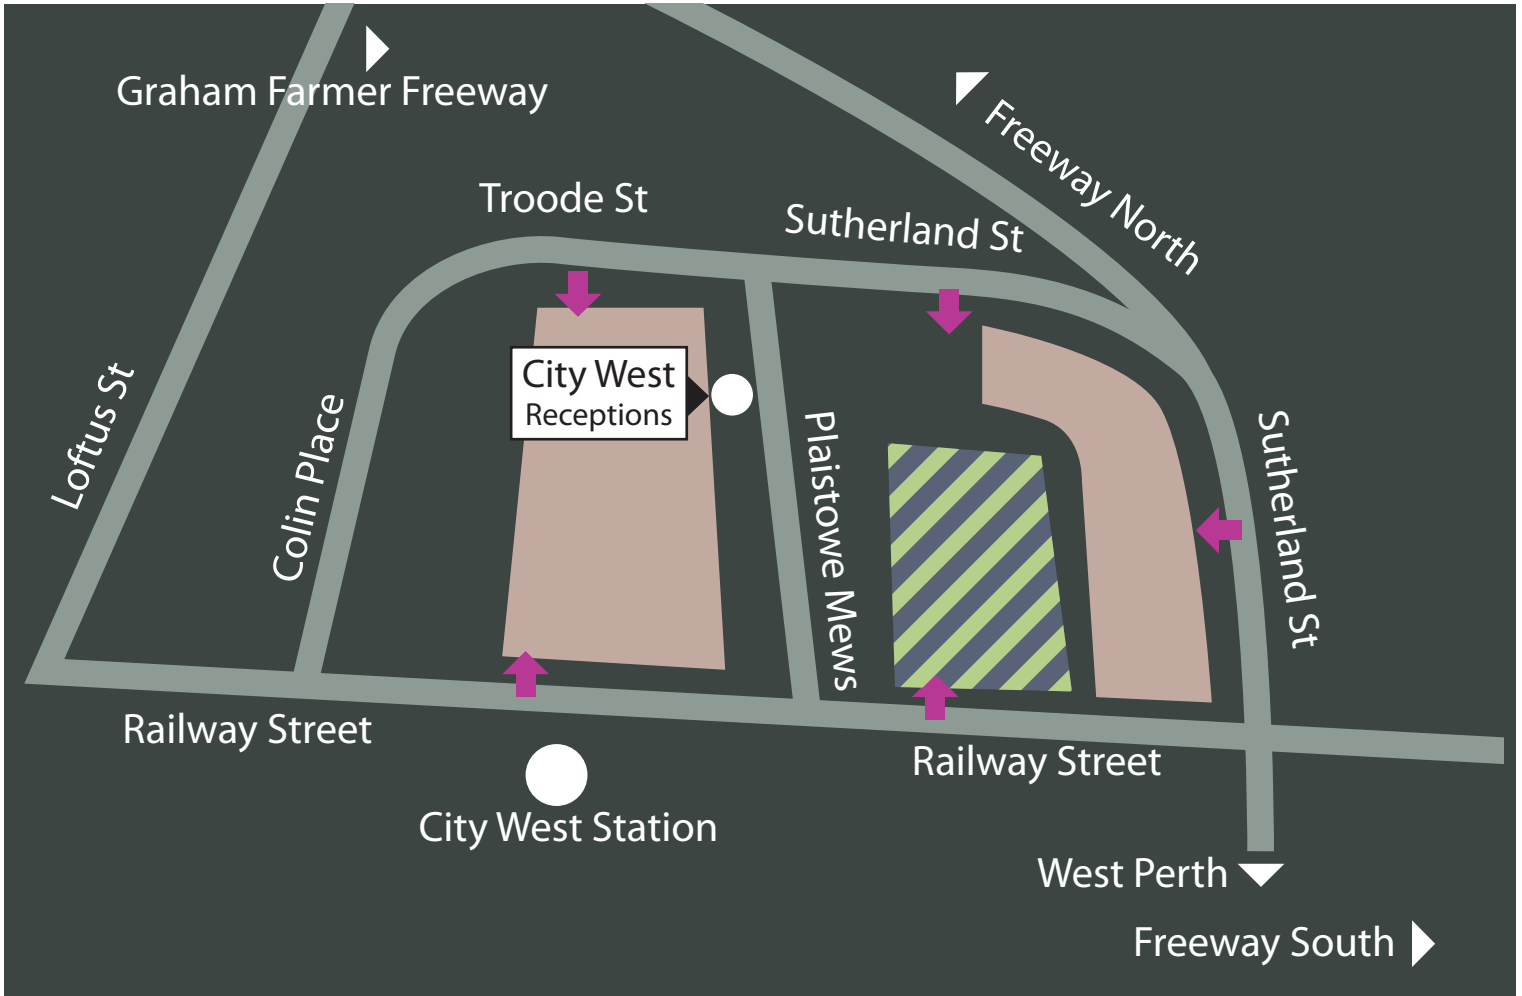 Graham Farmer Freeway
Freeway North
Troode St
Sutherland St
Loftus St
Colin Place
City West
Receptions
Plaistowe Mews
Sutherland St
Railway Street
Railway Street
City West Station
West Perth
Freeway South